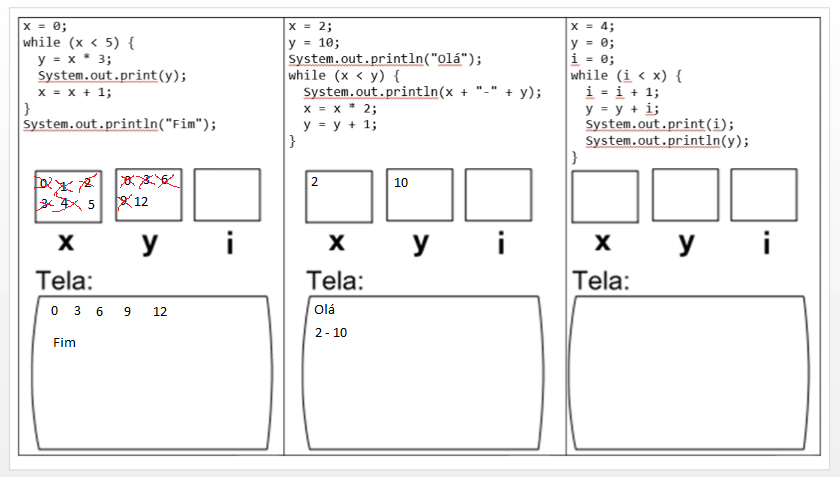 x = 0;
while (x < 5) {
y = x * 3;
System.out.print(y);
x = x + 1;
}
System.out.println("Fim");
0 1 2
3 4 5
0 3 6
9 12
x y i
Tela:
0 3 6 9 12
Fim
x = 2;
y = 10;
System.out.println("Olá");
while (x < y) {
System.out.println(x + "-" + y);
x = x * 2;
y = y + 1;
}
2 10
x y i
Tela:
Olá
2 - 10
x = 4;
y = 0;
i = 0;
while (i < x) {
i = i + 1;
y = y + i;
System.out.print(i);
System.out.println(y);
}
x y i
Tela: